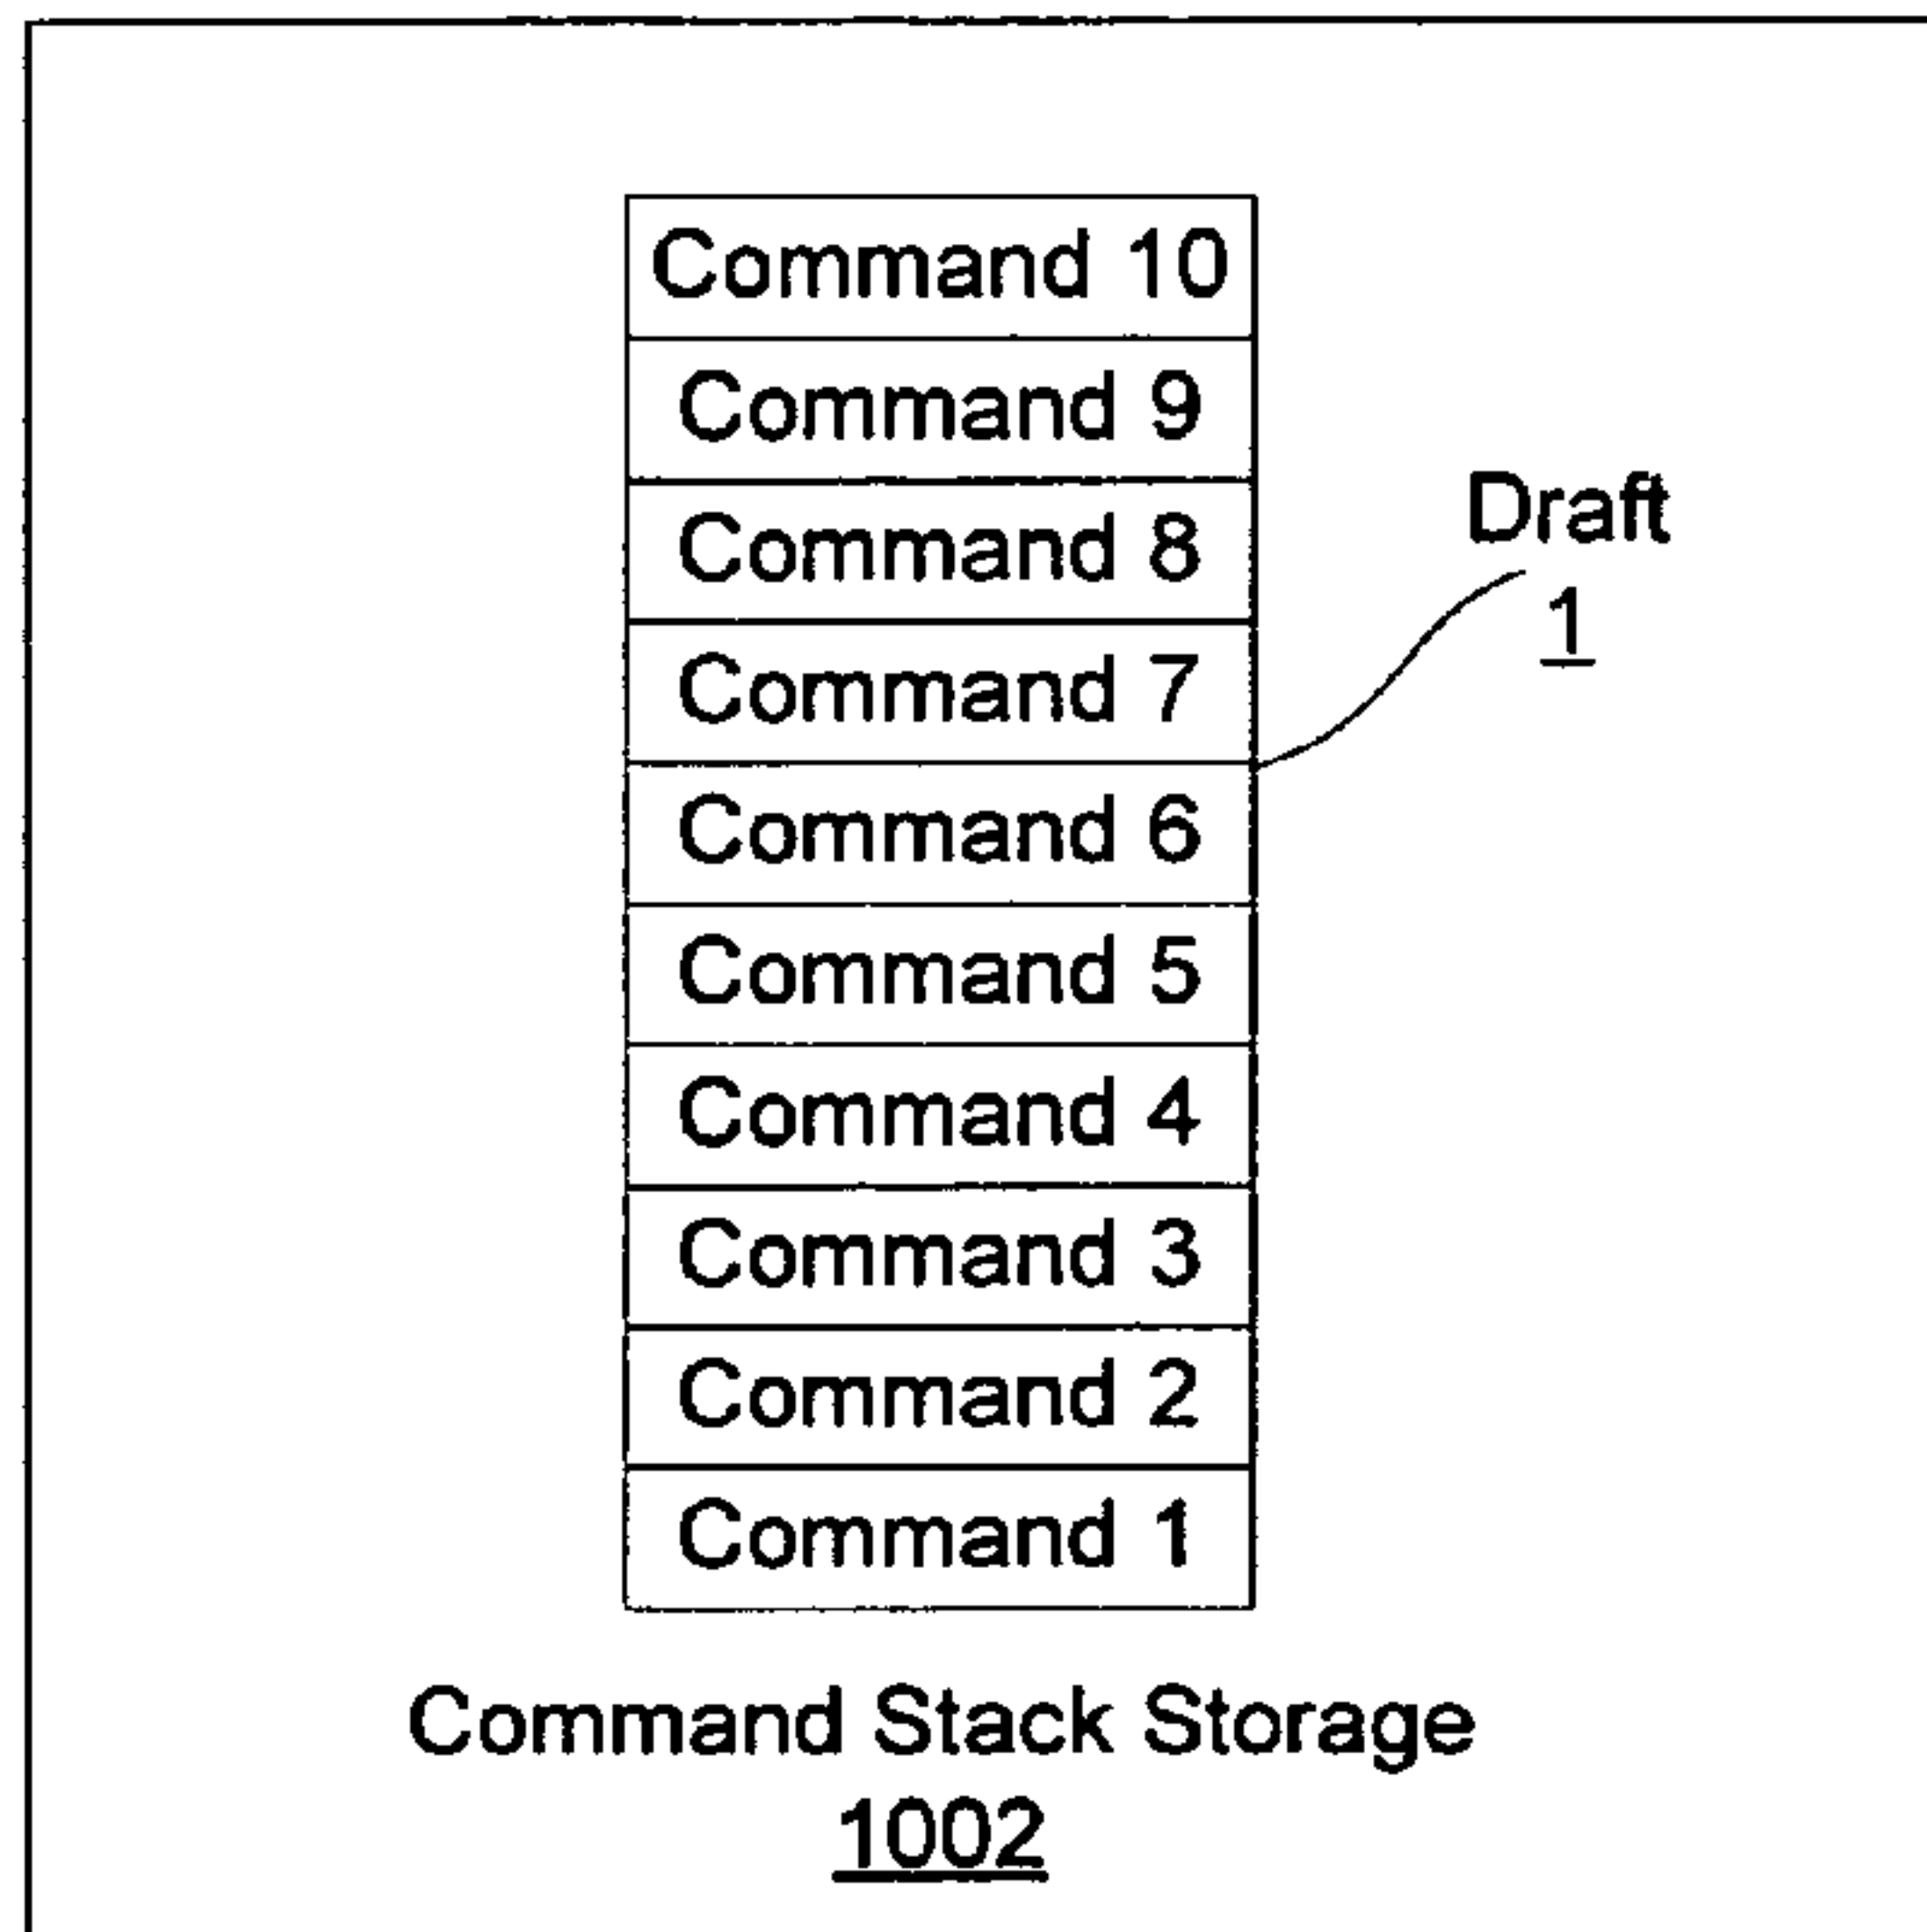 Command 10
Command 9
Command 8
Draft
1
Command 7
Command 6
Command 5
Command 4
Command 3
Command 2
Command 1
Command Stack Storage
1002